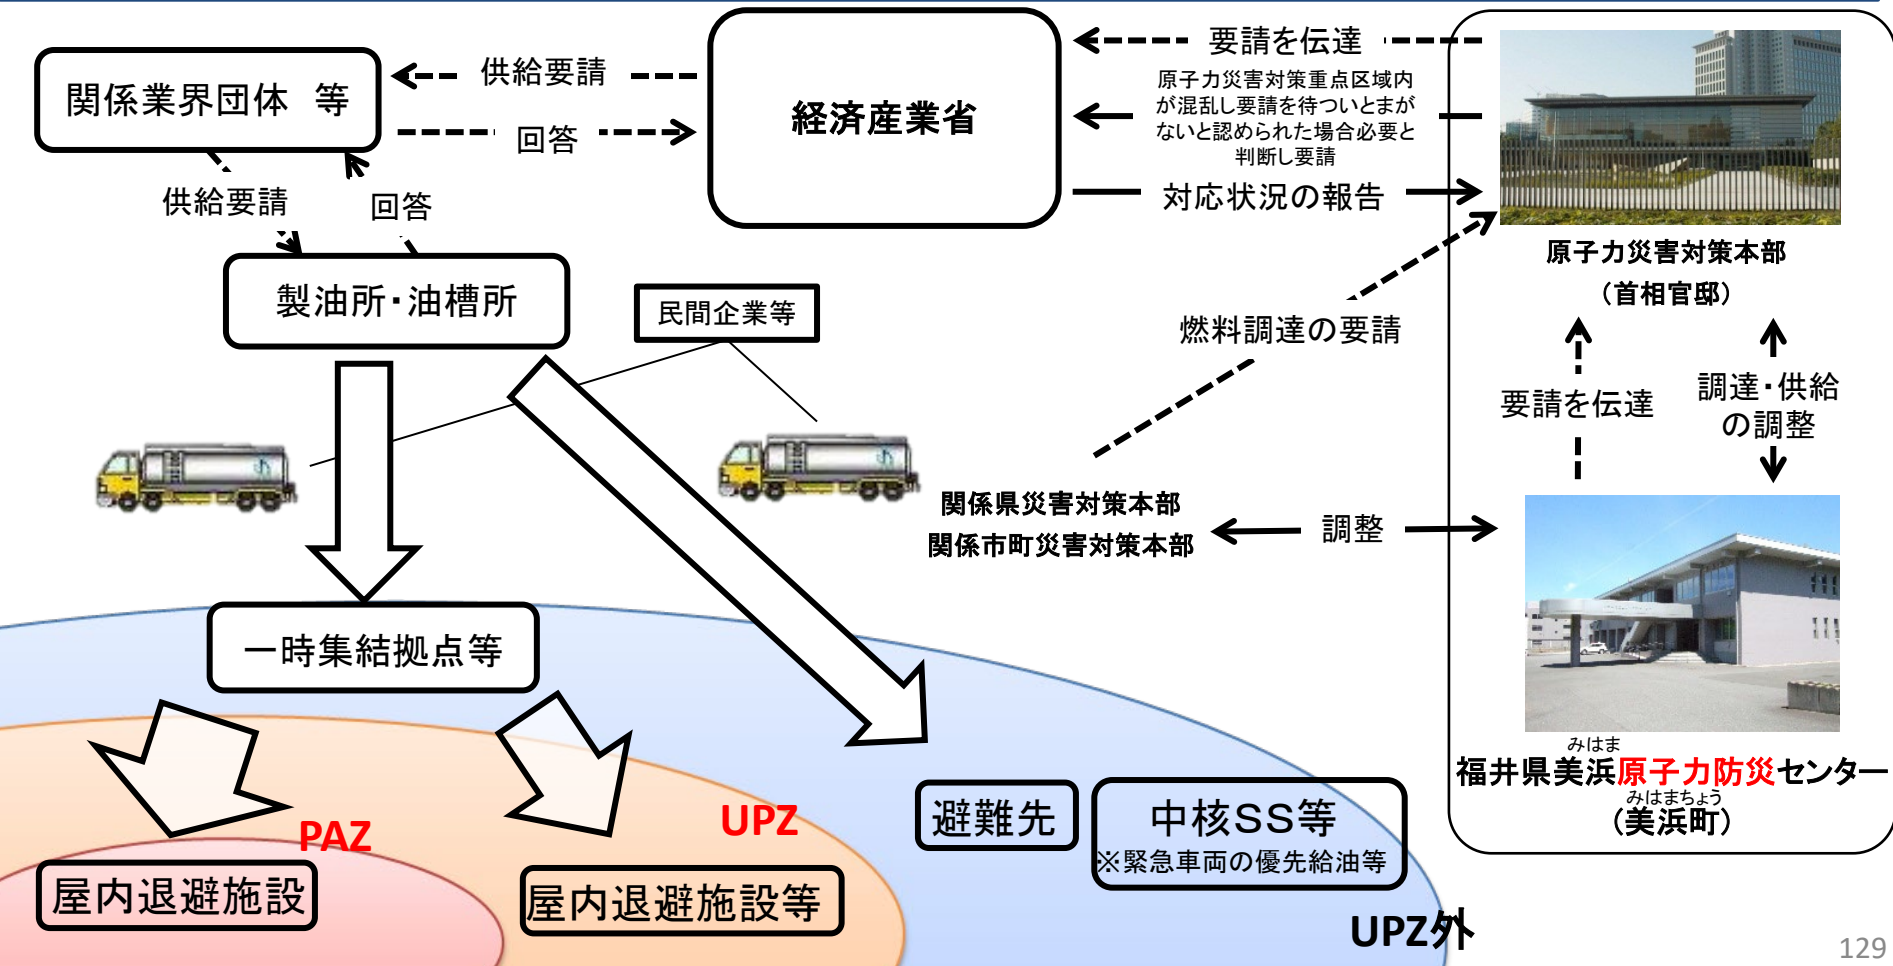 要請を伝達
供給要請
関係業界団体　等
経済産業省
原子力災害対策重点区域内
が混乱し要請を待ついとまが
ないと認められた場合必要と
判断し要請
回答
供給要請
回答
対応状況の報告
原子力災害対策本部
（首相官邸）
製油所・油槽所
民間企業等
燃料調達の要請
要請を伝達
調達・供給
の調整
関係県災害対策本部
関係市町災害対策本部
調整
一時集結拠点等
みはま
福井県美浜原子力防災センター
みはまちょう
（美浜町）
PAZ
UPZ
避難先
中核SS等
※緊急車両の優先給油等
屋内退避施設
屋内退避施設等
UPZ外
129